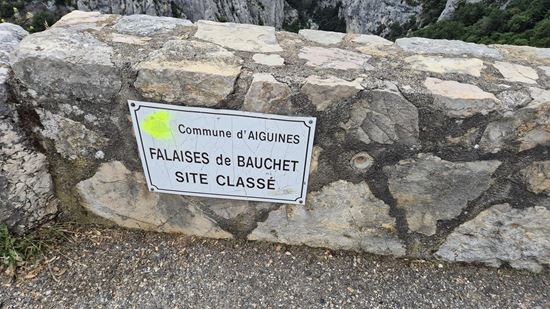 Commune d'AIGUINES
FALAISES de BAUCHET
SITE CLASSÉ